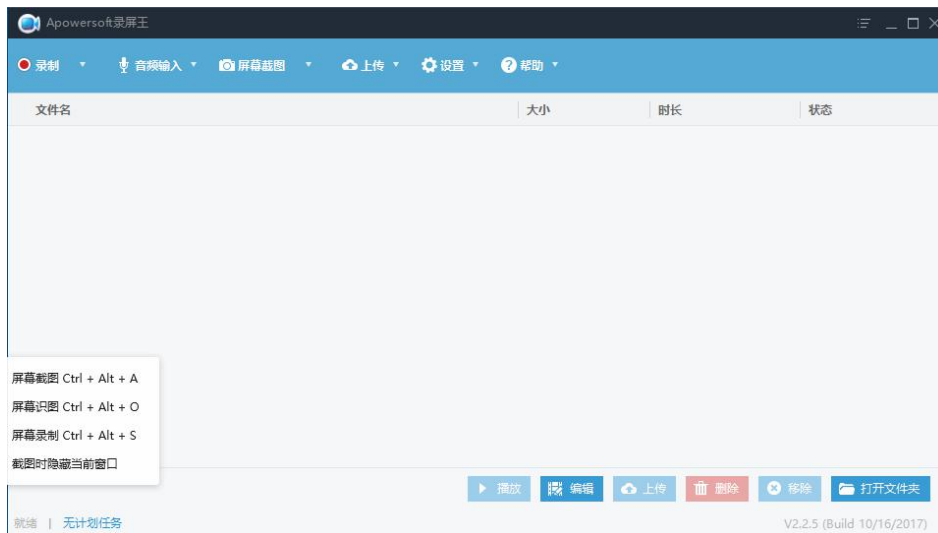 Apowersoft录屏王
录制 音频输入 屏幕截图 上传 设置 帮助
文件名 大小 时长 状态
屏幕截图 Ctrl + Alt + A
屏幕识图 Ctrl + Alt + O
屏幕录制 Ctrl + Alt + S
截图时隐藏当前窗口
播放 编辑 上传 删除 移除 打开文件夹
就绪 | 无计划任务 V2.2.5 (Build 10/16/2017)